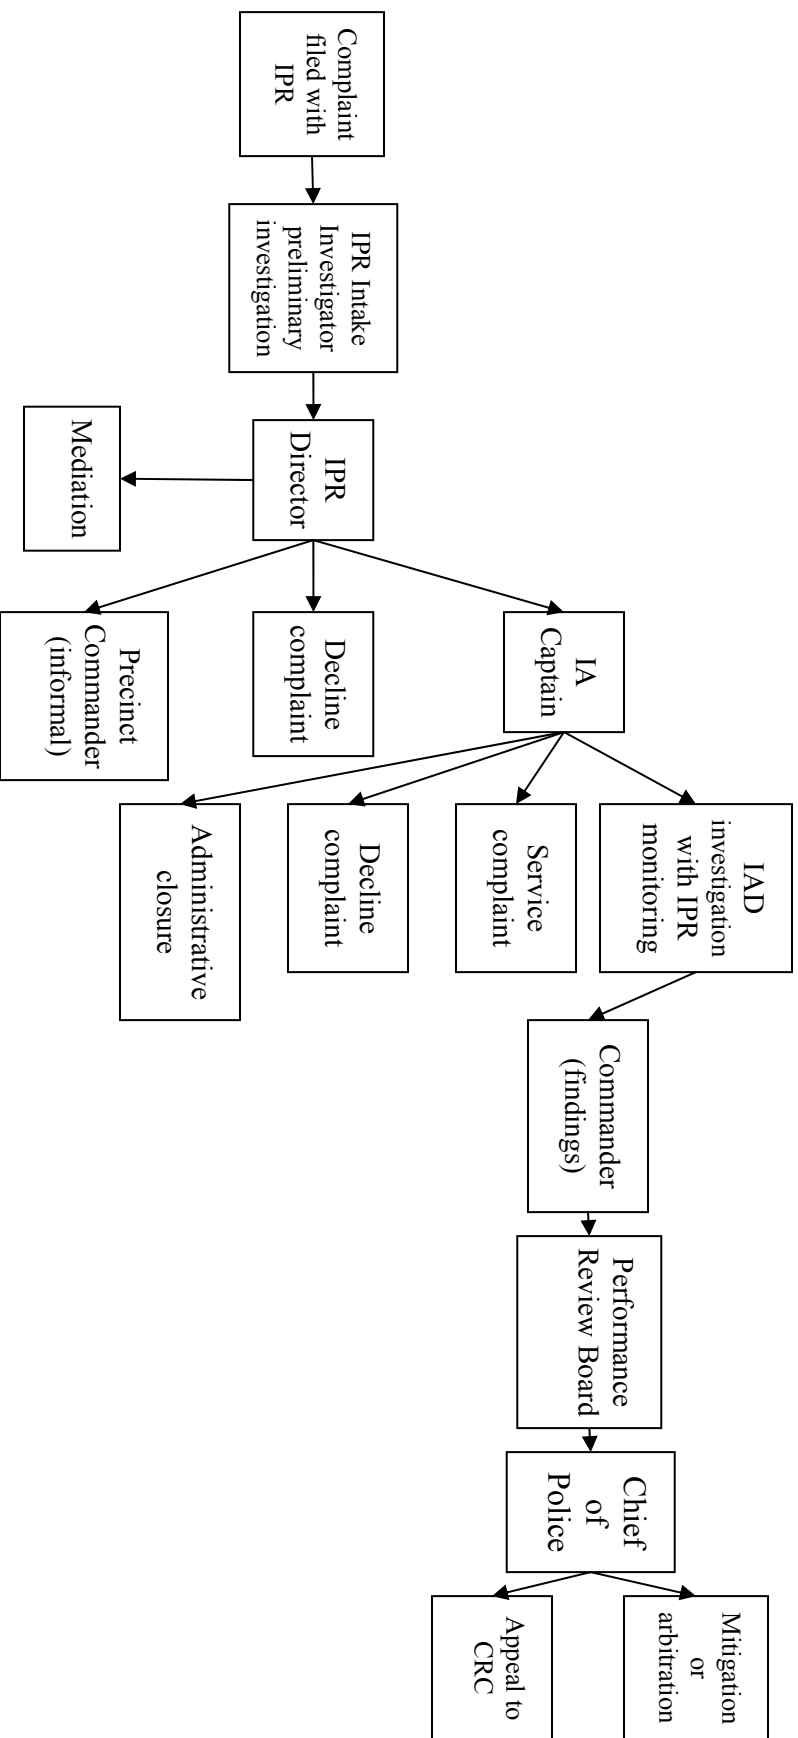 Complaint
filed with
IPR
IPR Intake
Investigator
preliminary
investigation
IPR
Director
Mediation
IA
Captain
Decline
complaint
Precinct
Commander
(informal)
IAD
investigation
with IPR
monitoring
Service
complaint
Decline
complaint
Administrative
closure
Commander
(findings)
Performance
Review Board
Chief
of
Police
Mitigation
or
arbitration
Appeal to
CRC